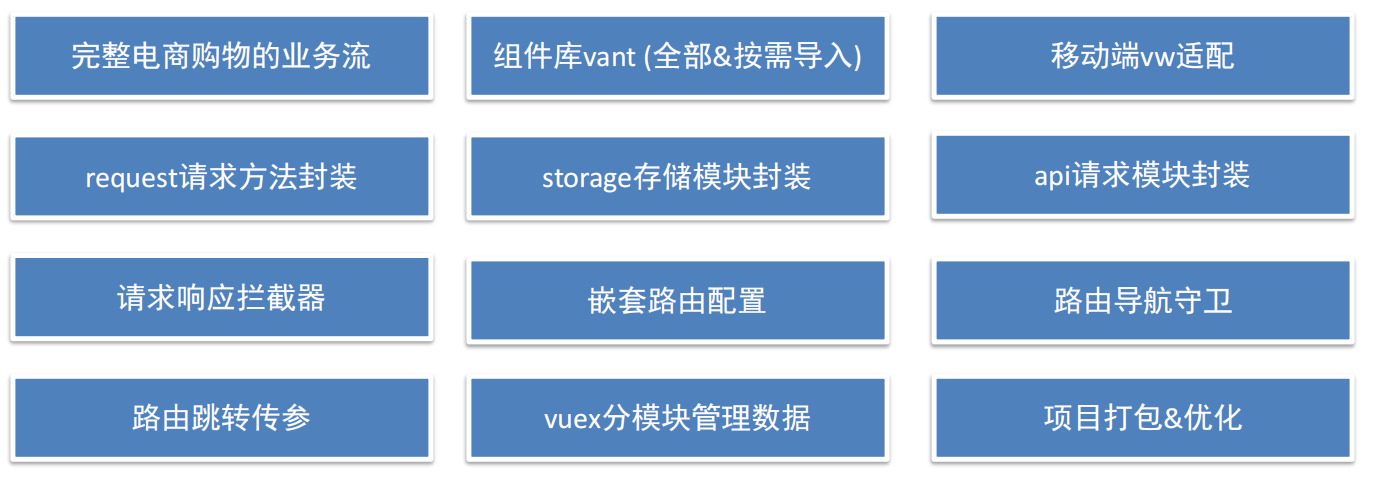 完整电商购物的业务流
组件库vant (全部&按需导入)
移动端vw适配
request请求方法封装
storage存储模块封装
api请求模块封装
请求响应拦截器
嵌套路由配置
路由导航守卫
路由跳转传参
vuex分模块管理数据
项目打包&优化